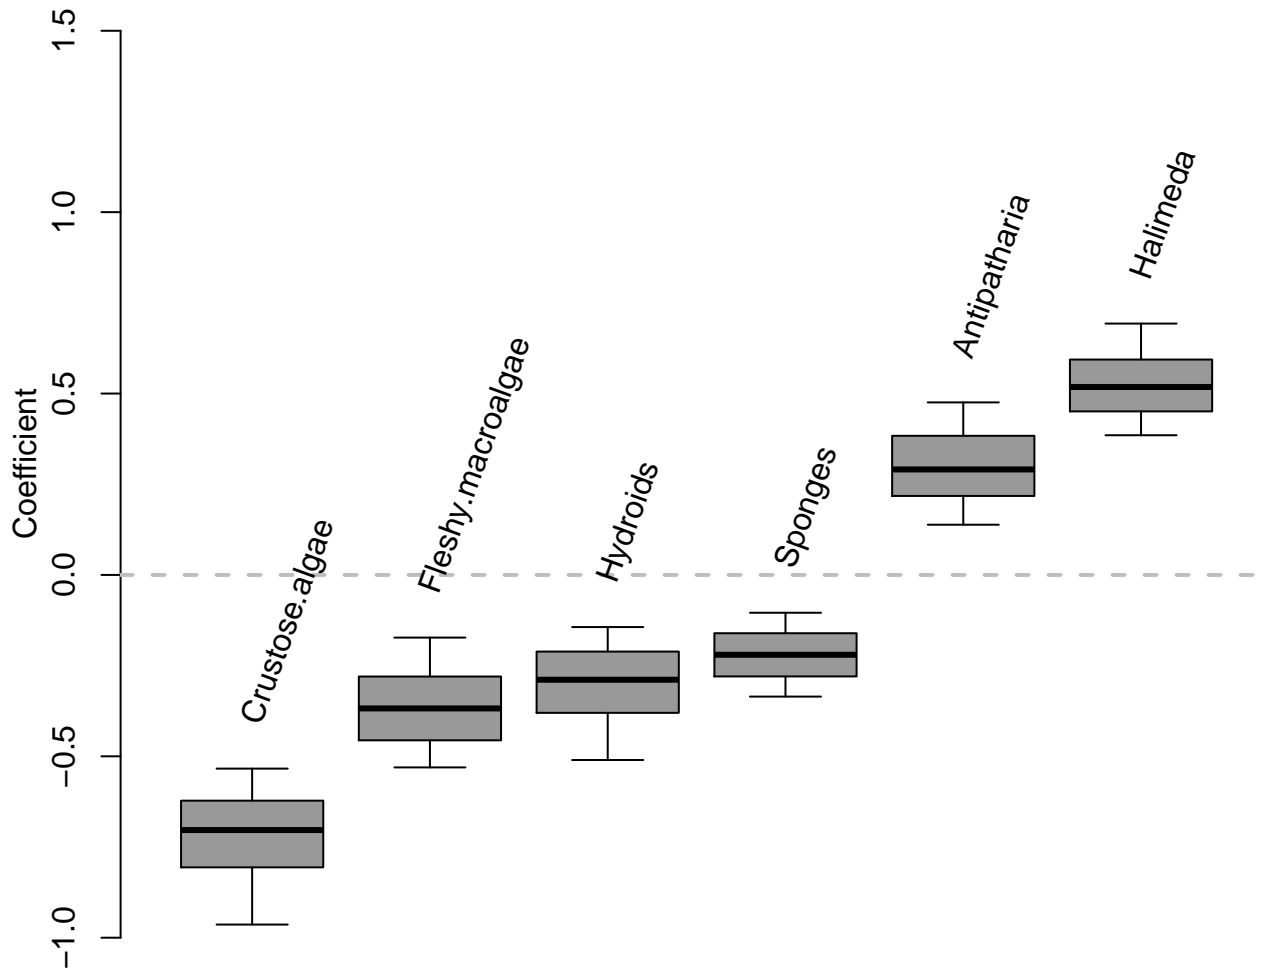 Coefficient
1.5
1.0
0.5
0.0
−0.5
−1.0
Crustose.algae
Fleshy.macroalgae
Hydroids
Sponges
Antipatharia
Halimeda